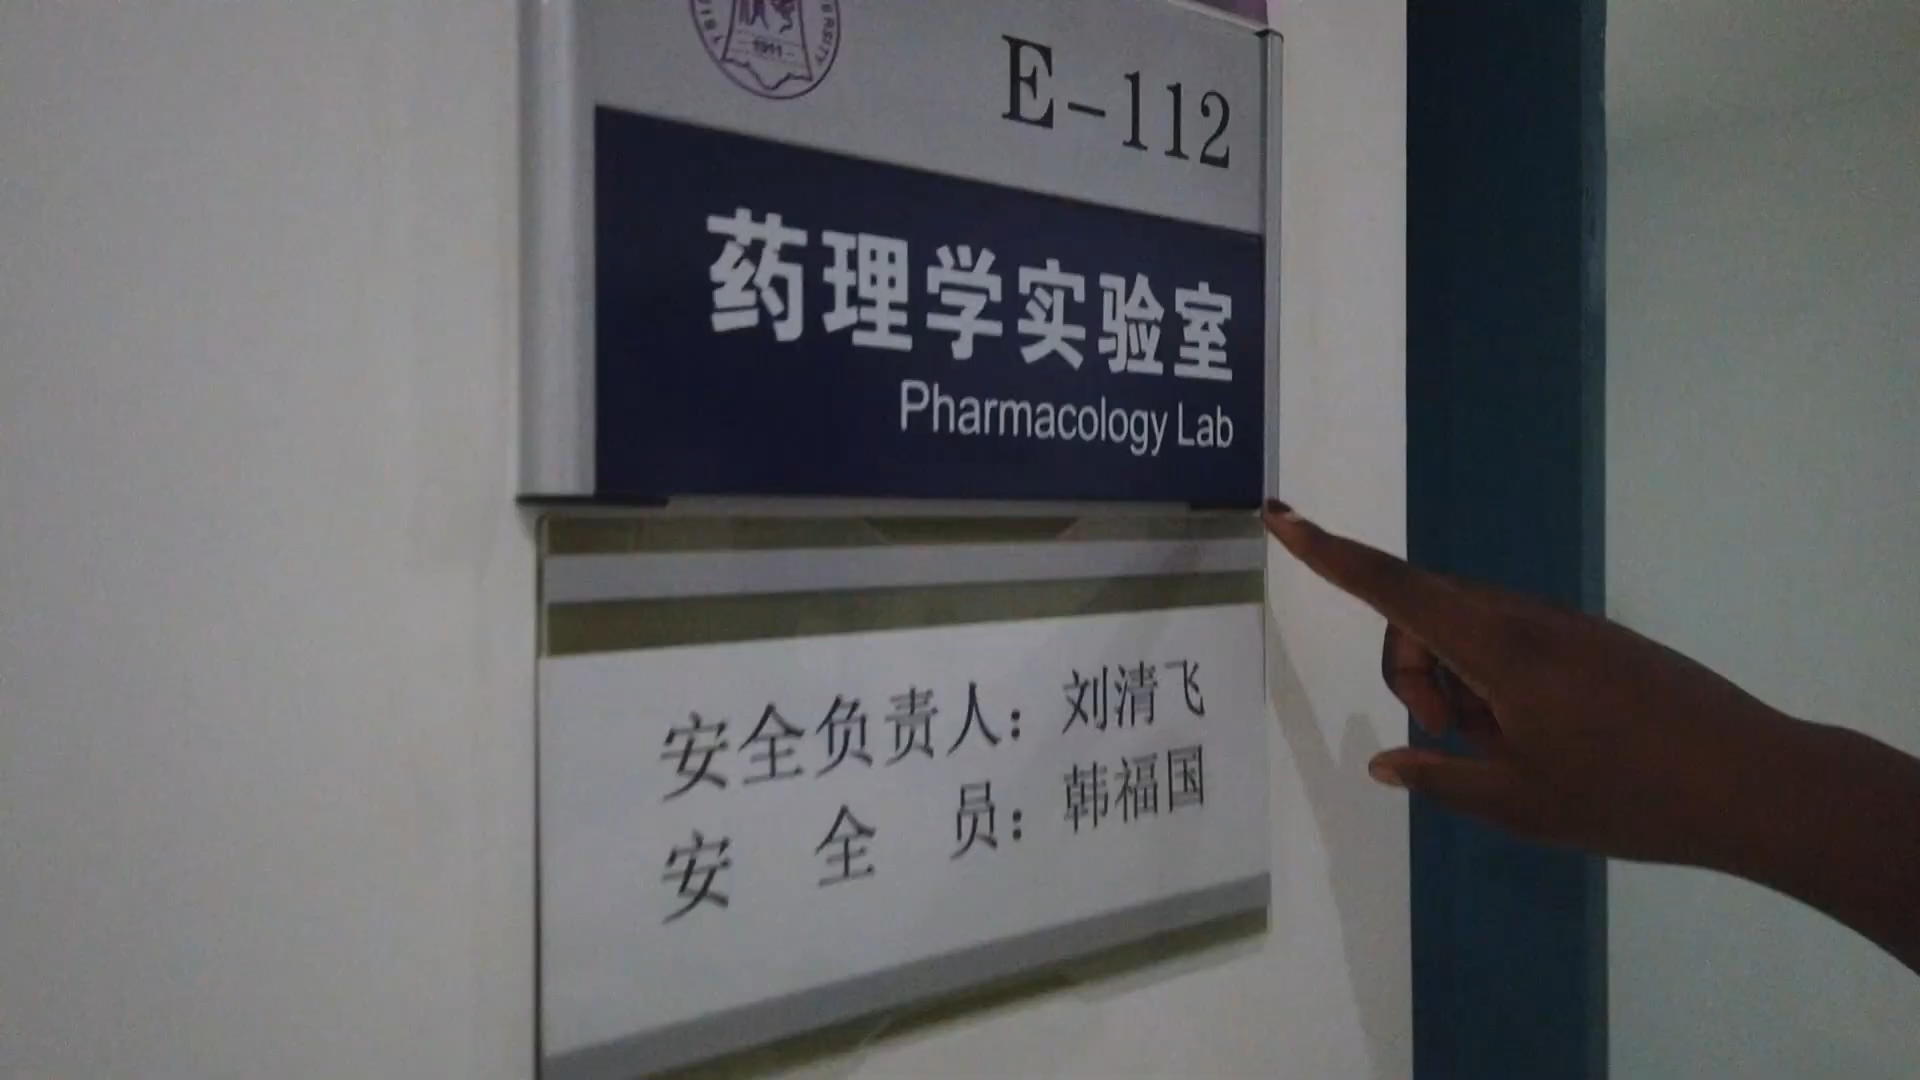 1911
E-112
药理学实验室
Pharmacology Lab
安全负责人：刘清飞
安 全 员：韩福国